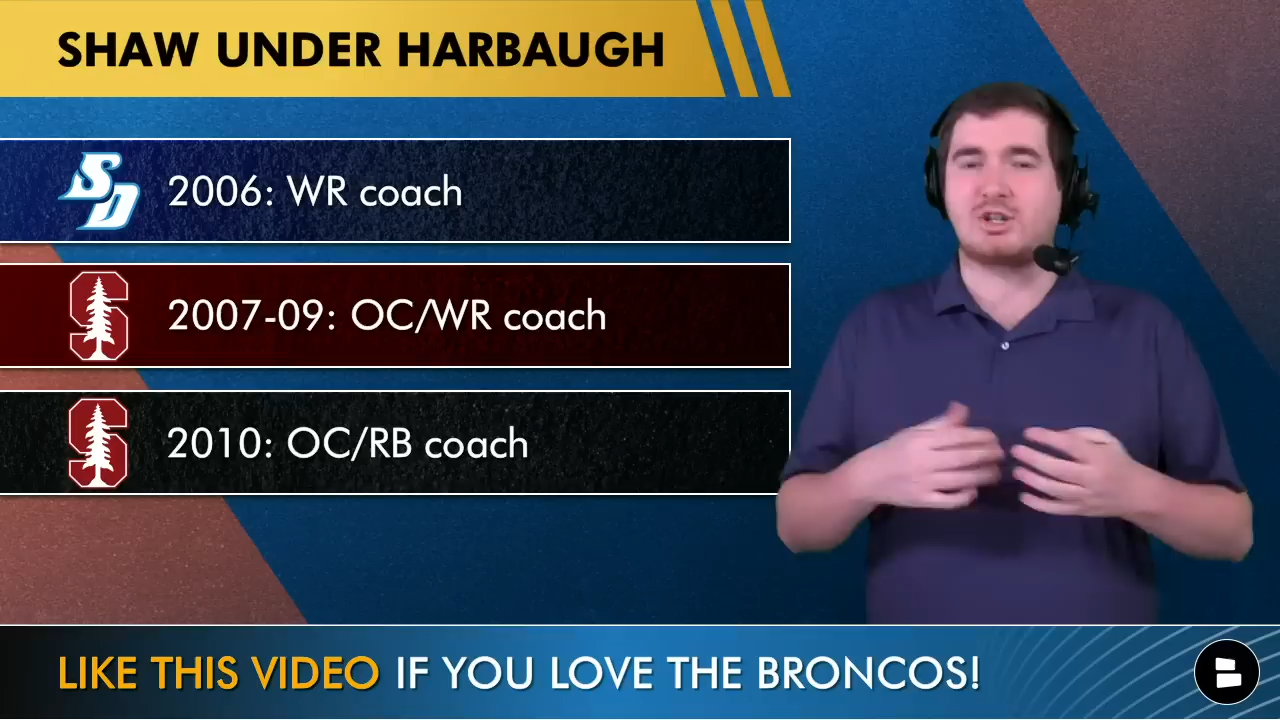 SHAW UNDER HARBAUGH
SD
2006: WR coach
S
2007-09: OC/WR coach
S
2010: OC/RB coach
LIKE THIS VIDEO IF YOU LOVE THE BRONCOS!